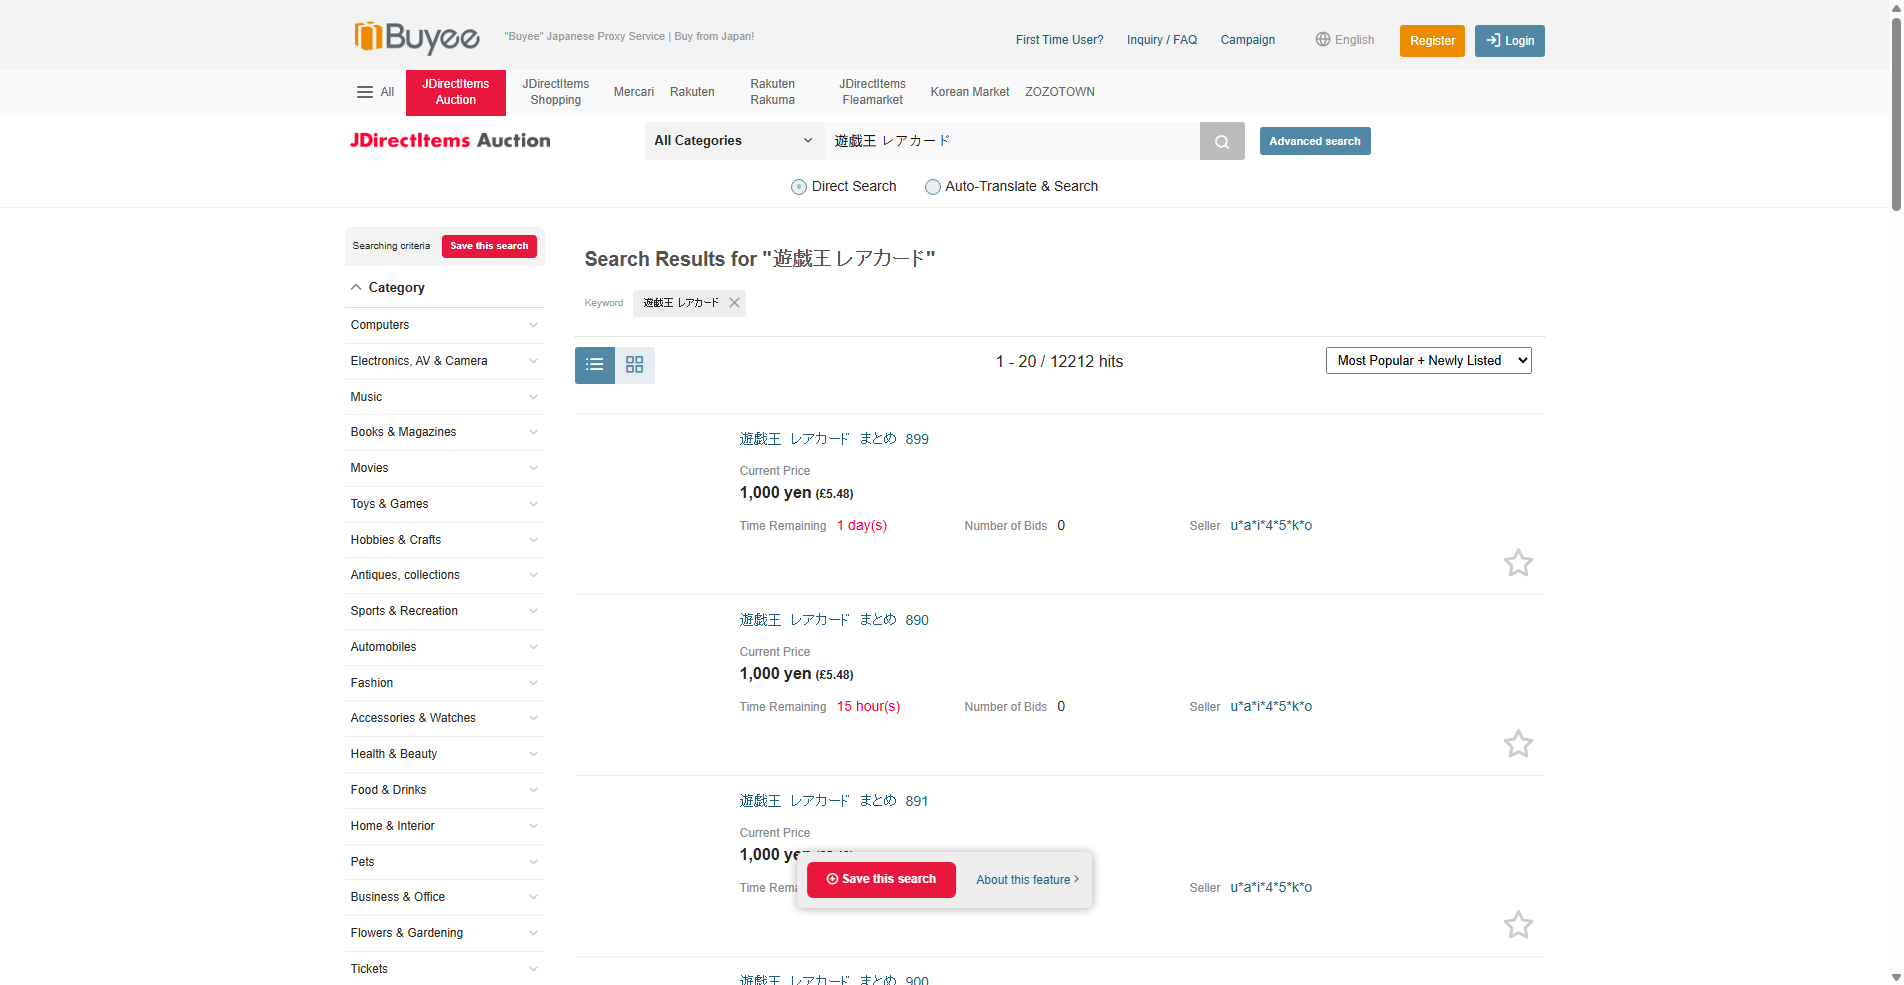 Buyee
"Buyee" Japanese Proxy Service | Buy from Japan!
First Time User?
Inquiry / FAQ
Campaign
English
Register
Login
All
JDirectItems Auction
JDirectItems Shopping
Mercari
Rakuten
Rakuten Rakuma
JDirectItems Fleamarket
Korean Market
ZOZOTOWN
JDirectItems Auction
All Categories
遊戯王 レアカード
Advanced search
Direct Search
Auto-Translate & Search
Searching criteria
Save this search
Category
Computers
Electronics, AV & Camera
Music
Books & Magazines
Movies
Toys & Games
Hobbies & Crafts
Antiques, collections
Sports & Recreation
Automobiles
Fashion
Accessories & Watches
Health & Beauty
Food & Drinks
Home & Interior
Pets
Business & Office
Flowers & Gardening
Tickets
Search Results for "遊戯王 レアカード"
Keyword 遊戯王 レアカード
1 - 20 / 12212 hits
Most Popular + Newly Listed
遊戯王 レアカード まとめ 899
Current Price
1,000 yen (£5.48)
Time Remaining 1 day(s) Number of Bids 0 Seller u*a*i*4*5*k*o
遊戯王 レアカード まとめ 890
Current Price
1,000 yen (£5.48)
Time Remaining 15 hour(s) Number of Bids 0 Seller u*a*i*4*5*k*o
遊戯王 レアカード まとめ 891
Current Price
1,000 yen
Time Seller u*a*i*4*5*k*o
Save this search
About this feature
遊戯王 レアカード まとめ 900